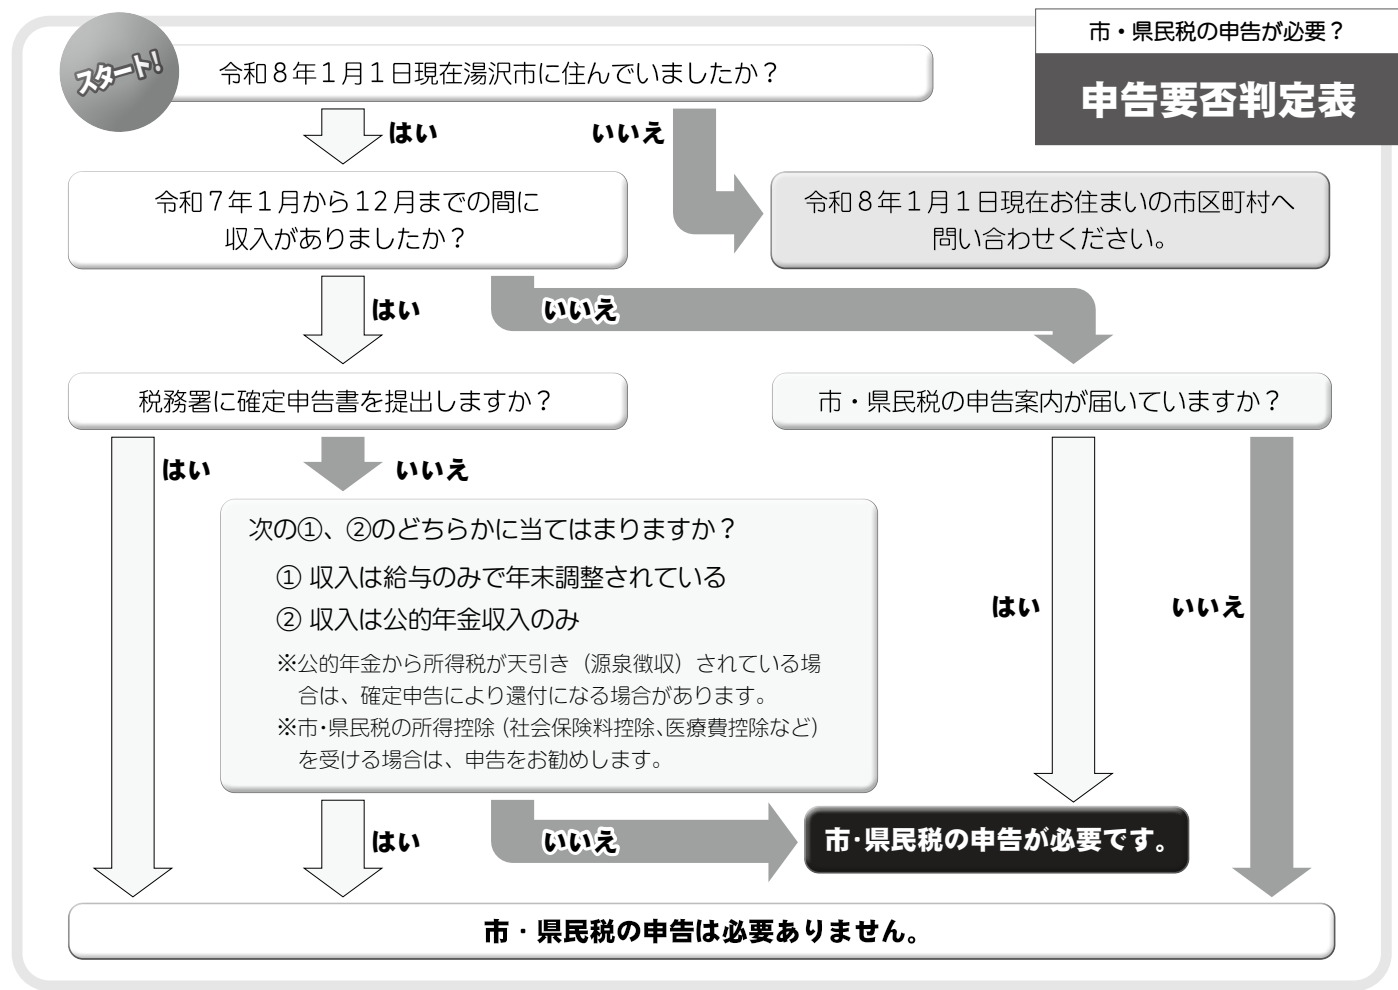 市・県民税の申告が必要？
申告要否判定表
スタート！
令和８年１月１日現在湯沢市に住んでいましたか？
はい
いいえ
令和７年１月から12月までの間に
収入がありましたか？
令和８年１月１日現在お住まいの市区町村へ
問い合わせください。
はい
いいえ
税務署に確定申告書を提出しますか？
市・県民税の申告案内が届いていますか？
はい
いいえ
次の①、②のどちらかに当てはまりますか？
① 収入は給与のみで年末調整されている
② 収入は公的年金収入のみ
※公的年金から所得税が天引き（源泉徴収）されている場
合は、確定申告により還付になる場合があります。
※市・県民税の所得控除（社会保険料控除、医療費控除など）
を受ける場合は、申告をお勧めします。
はい
いいえ
はい
いいえ
市・県民税の申告が必要です。
市・県民税の申告は必要ありません。